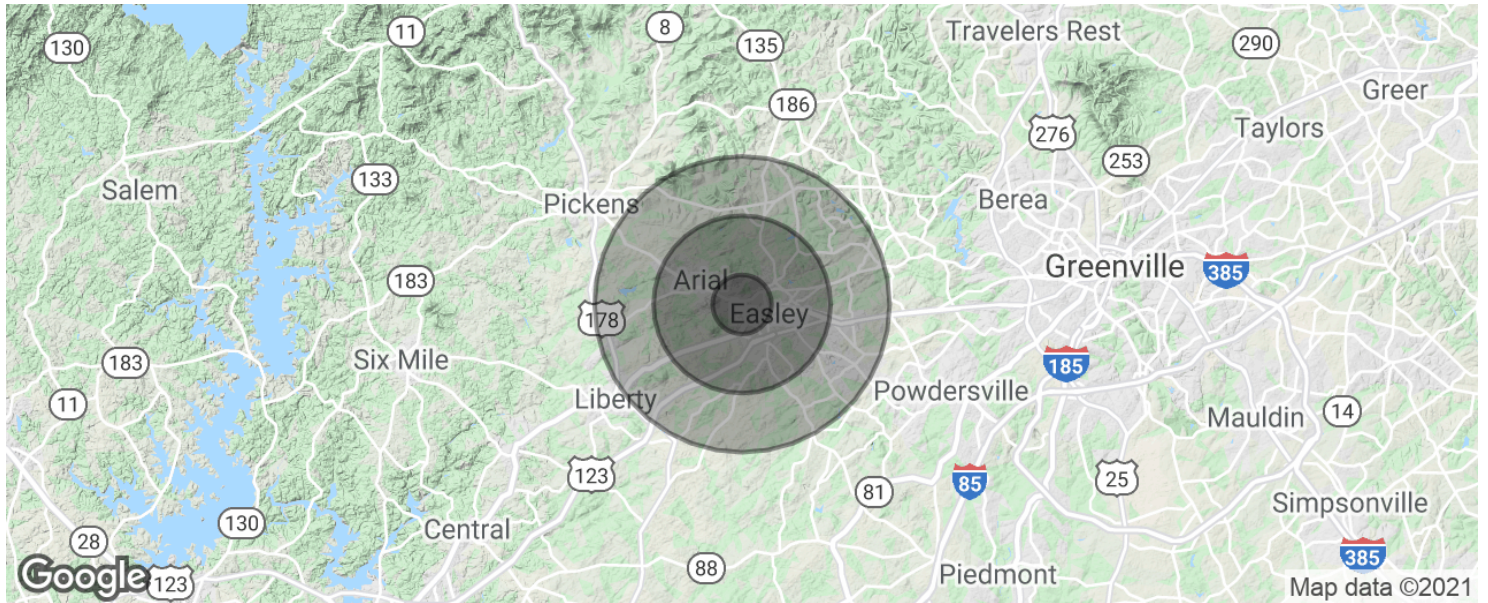 130
11
8
135
Travelers Rest
290
Greer
186
276
Taylors
253
Salem
133
Pickens
Berea
183
Arial
Greenville
385
178
Easley
183
Six Mile
185
11
Liberty
Powdersville
14
Mauldin
123
81
85
25
130
Central
Simpsonville
28
88
Piedmont
385
Google
123
Map data ©2021